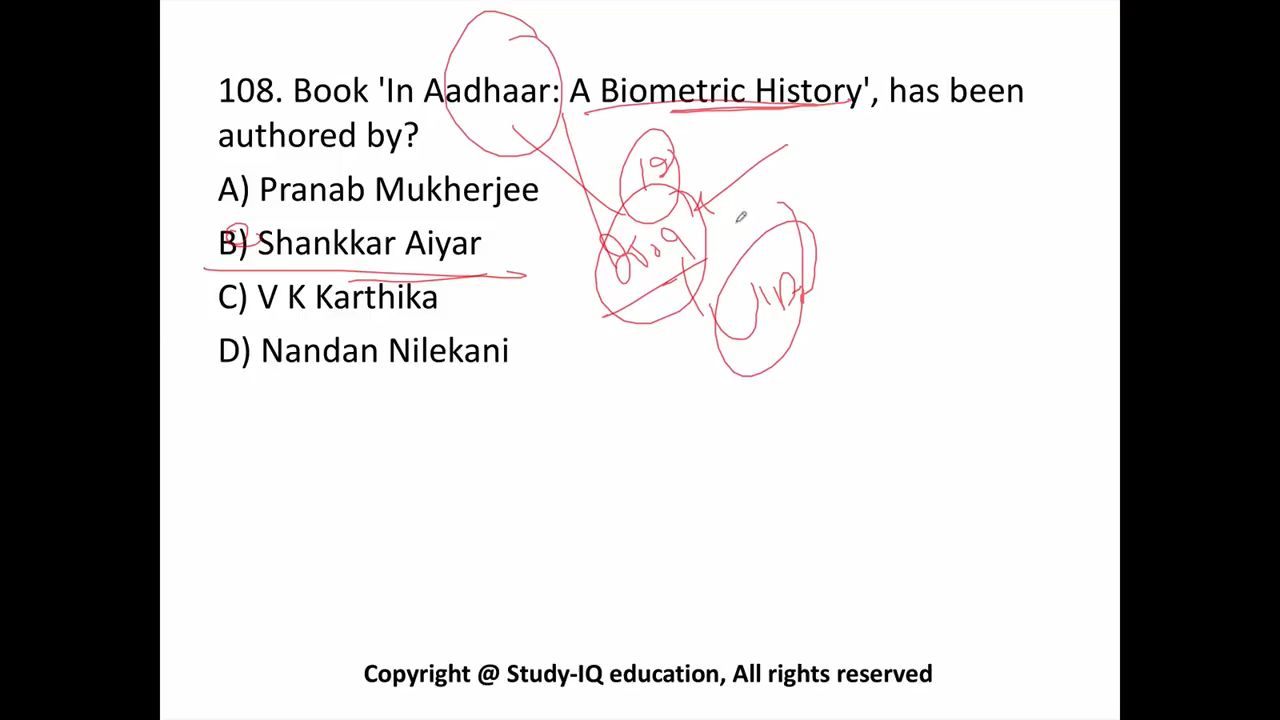 108. Book 'In Aadhaar: A Biometric History', has been
authored by?
A) Pranab Mukherjee
B) Shankkar Aiyar
C) V K Karthika
D) Nandan Nilekani
Copyright @ Study-IQ education, All rights reserved